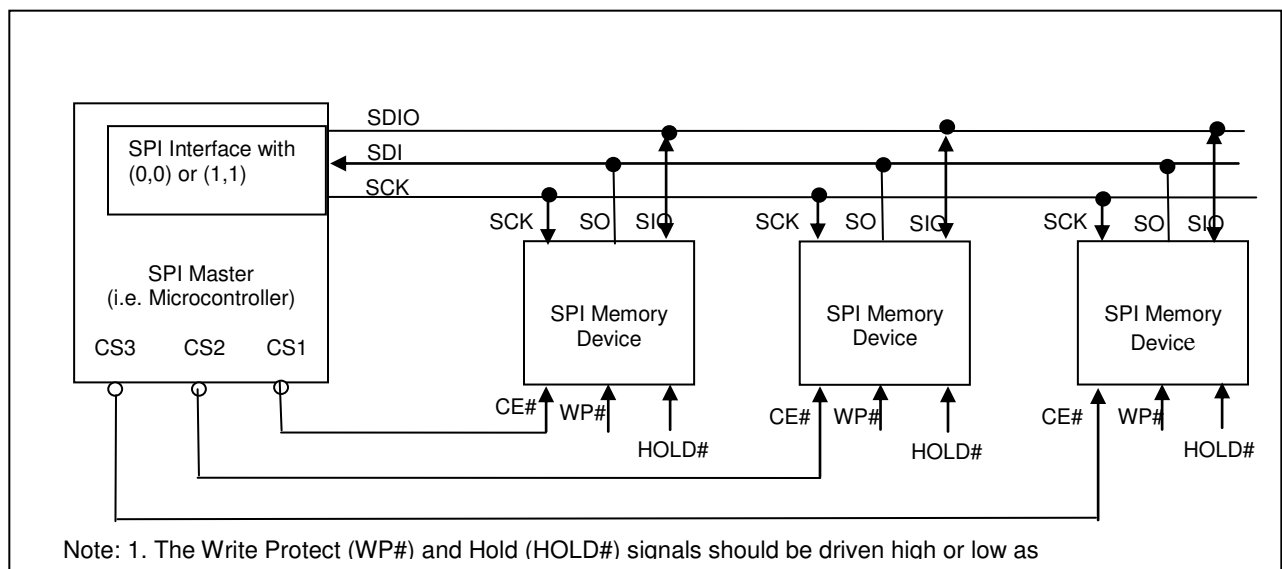 SDIO
SPI Interface with
(0,0) or (1,1)
SDI
SCK
SCK SO SIO SCK SO SIO SCK SO SIO
SPI Master
(i.e. Microcontroller)
SPI Memory
Device
SPI Memory
Device
SPI Memory
Device
CS3 CS2 CS1
CE# WP# CE# WP# CE# WP#
HOLD# HOLD# HOLD#
Note: 1. The Write Protect (WP#) and Hold (HOLD#) signals should be driven high or low as